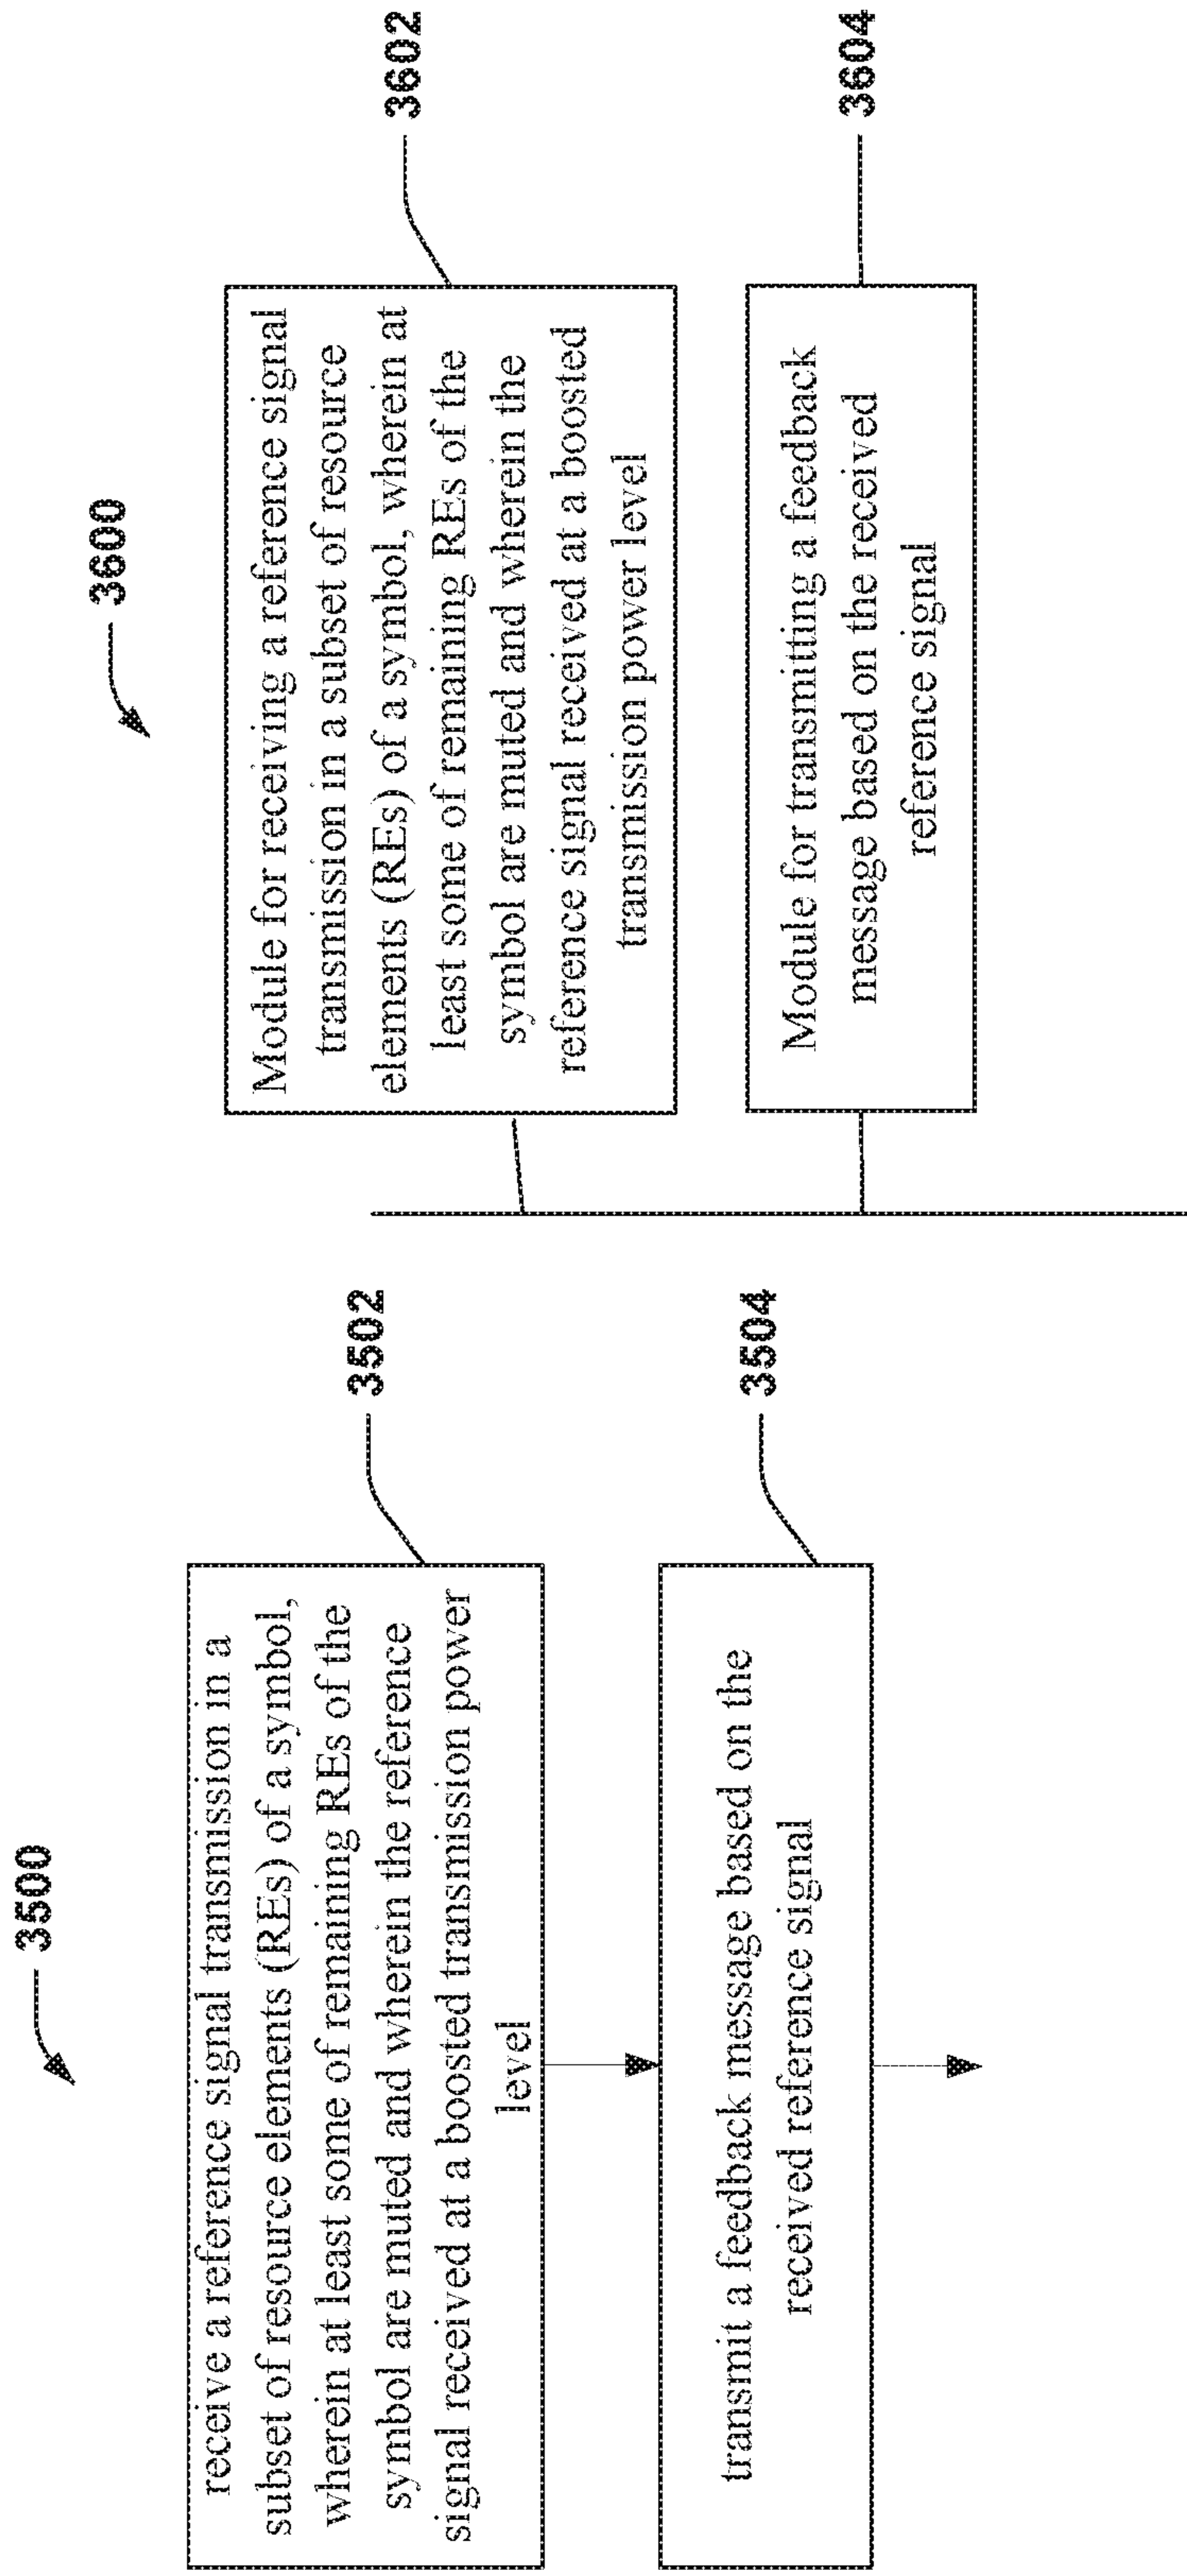 3500
receive a reference signal transmission in a
subset of resource elements (REs) of a symbol,
wherein at least some of remaining REs of the
symbol are muted and wherein the reference
signal received at a boosted transmission power
level
3502
transmit a feedback message based on the
received reference signal
3504
3600
Module for receiving a reference signal
transmission in a subset of resource
elements (REs) of a symbol, wherein at
least some of remaining REs of the
symbol are muted and wherein the
reference signal received at a boosted
transmission power level
3602
Module for transmitting a feedback
message based on the received
reference signal
3604